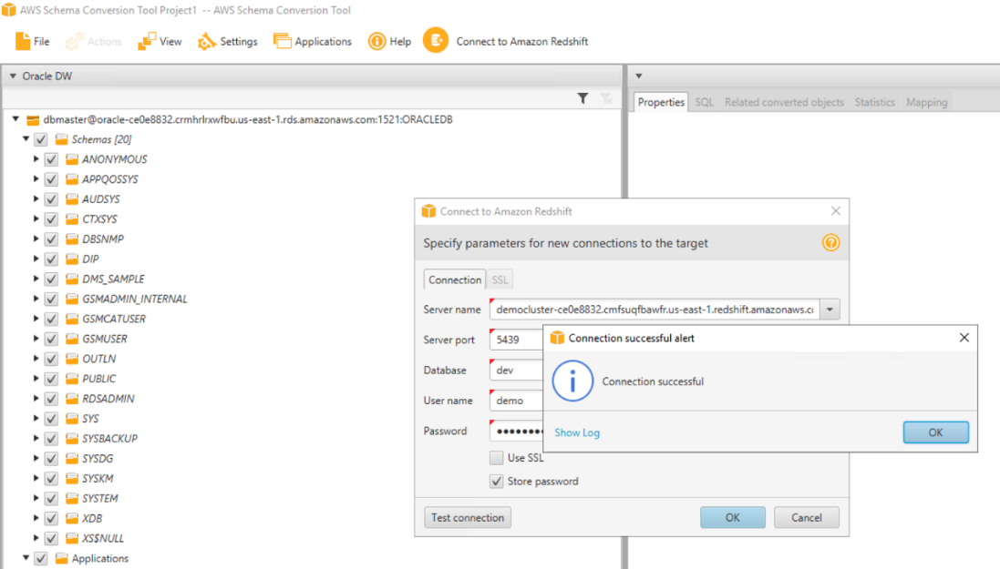 AWS Schema Conversion Tool Project1 -- AWS Schema Conversion Tool
File Actions View Settings Applications Help Connect to Amazon Redshift
Oracle DW
dbmaster@oracle-ce0e8832.crmhrlrxwfbu.us-east-1.rds.amazonaws.com:1521:ORACLEDB
Schemas [20]
ANONYMOUS
APPQOSSYS
AUDSYS
CTXSYS
DBSNMP
DIP
DMS_SAMPLE
GSMADMIN_INTERNAL
GSMCATUSER
GSMUSER
OUTLN
PUBLIC
RDSADMIN
SYS
SYSBACKUP
SYSDG
SYSKM
SYSTEM
XDB
XS$NULL
Applications
Properties SQL Related converted objects Statistics Mapping
Connect to Amazon Redshift
Specify parameters for new connections to the target
Connection SSL
Server name democluster-ce0e8832.cmfsuqfbawfr.us-east-1.redshift.amazonaws.cc
Server port 5439
Database dev
User name demo
Password ••••••••
Use SSL
Store password
Test connection OK Cancel
Connection successful alert
Connection successful
Show Log OK